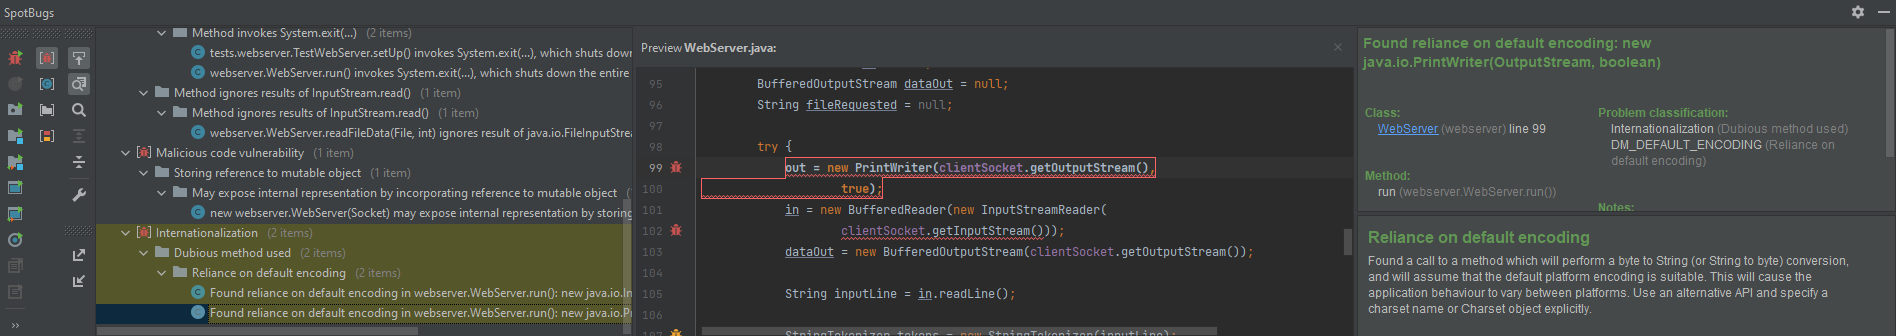 SpotBugs
Method invokes System.exit(...) (2 items)
tests.webserver.TestWebServer.setUp() invokes System.exit(...), which shuts down
webserver.WebServer.run() invokes System.exit(...), which shuts down the entire
Method ignores results of InputStream.read() (1 item)
Method ignores results of InputStream.read() (1 item)
webserver.WebServer.readFileData(File, int) ignores result of java.io.FileInputStrea
Malicious code vulnerability (1 item)
Storing reference to mutable object (1 item)
May expose internal representation by incorporating reference to mutable object (1
new webserver.WebServer(Socket) may expose internal representation by storing
Internationalization (2 items)
Dubious method used (2 items)
Reliance on default encoding (2 items)
Found reliance on default encoding in webserver.WebServer.run(): new java.io.In
Found reliance on default encoding in webserver.WebServer.run(): new java.io.Pr
Preview WebServer.java:
95 BufferedOutputStream dataOut = null;
96 String fileRequested = null;
97
98 try {
99 out = new PrintWriter(clientSocket.getOutputStream(),
100 true);
101 in = new BufferedReader(new InputStreamReader(
102 clientSocket.getInputStream()));
103 dataOut = new BufferedOutputStream(clientSocket.getOutputStream());
104
105 String inputLine = in.readLine();
106
107 StringTokenizer tokens = new StringTokenizer(inputLine);
Found reliance on default encoding: new
java.io.PrintWriter(OutputStream, boolean)
Class:
WebServer (webserver) line 99
Method:
run (webserver.WebServer.run())
Problem classification:
Internationalization (Dubious method used)
DM_DEFAULT_ENCODING (Reliance on
default encoding)
Notes:
Reliance on default encoding
Found a call to a method which will perform a byte to String (or String to byte) conversion,
and will assume that the default platform encoding is suitable. This will cause the
application behaviour to vary between platforms. Use an alternative API and specify a
charset name or Charset object explicitly.